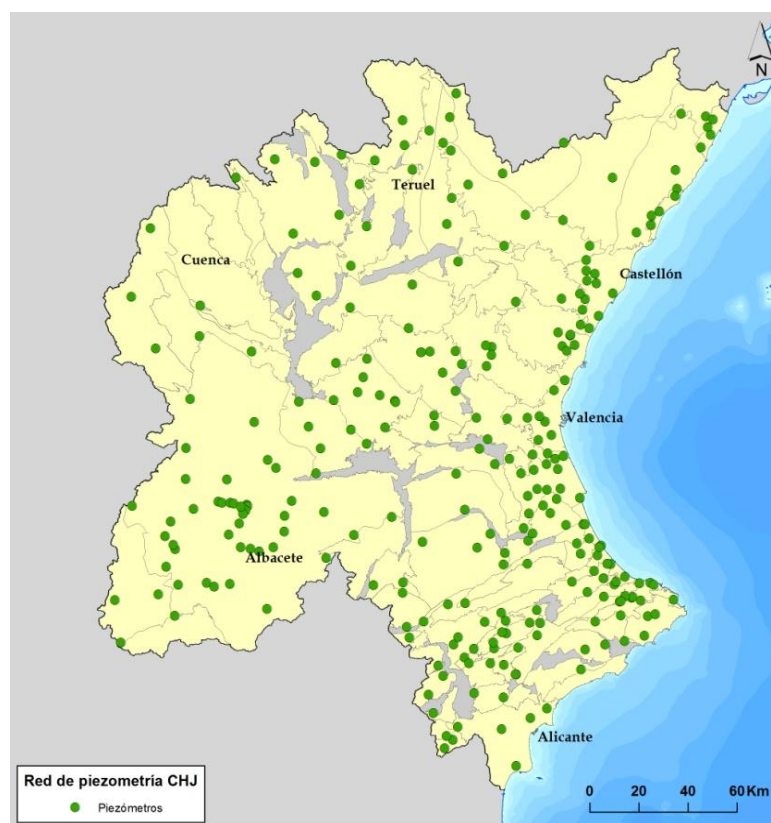 N
Teruel
Cuenca
Castellón
Valencia
Albacete
Alicante
Red de piezometría CHJ
Piezómetros
0 20 40 60 Km